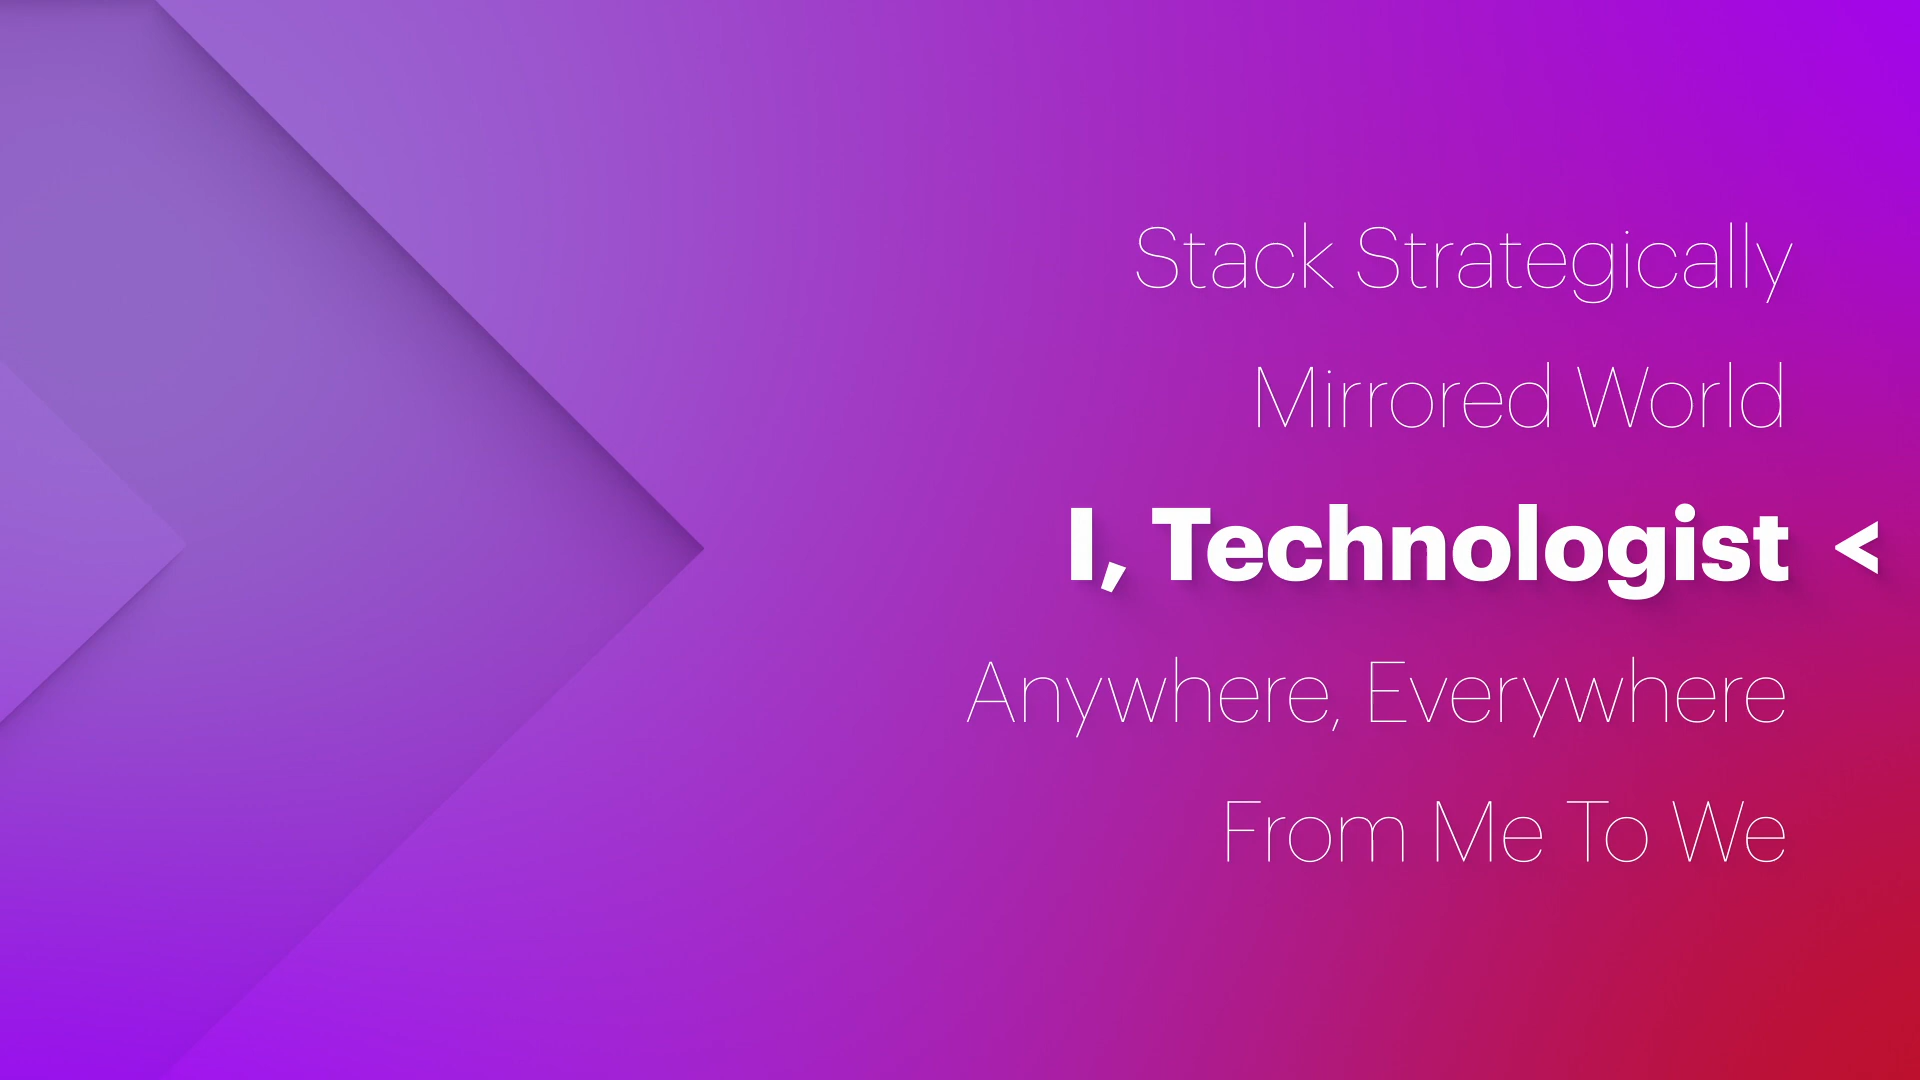 Stack Strategically
Mirrored World
I, Technologist <
Anywhere, Everywhere
From Me To We